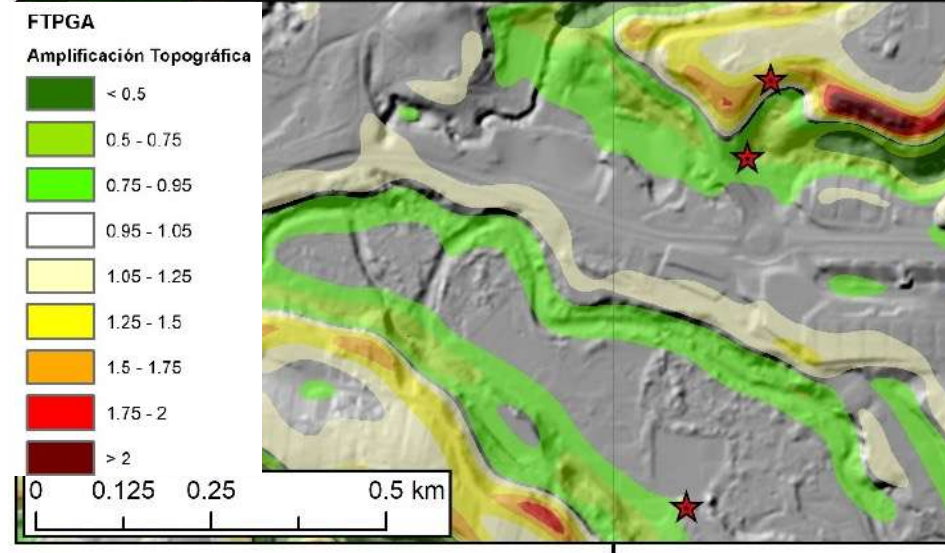 FTPGA
Amplificación Topográfica
< 0.5
0.5 - 0.75
0.75 - 0.95
0.95 - 1.05
1.05 - 1.25
1.25 - 1.5
1.5 - 1.75
1.75 - 2
> 2
0 0.125 0.25 0.5 km